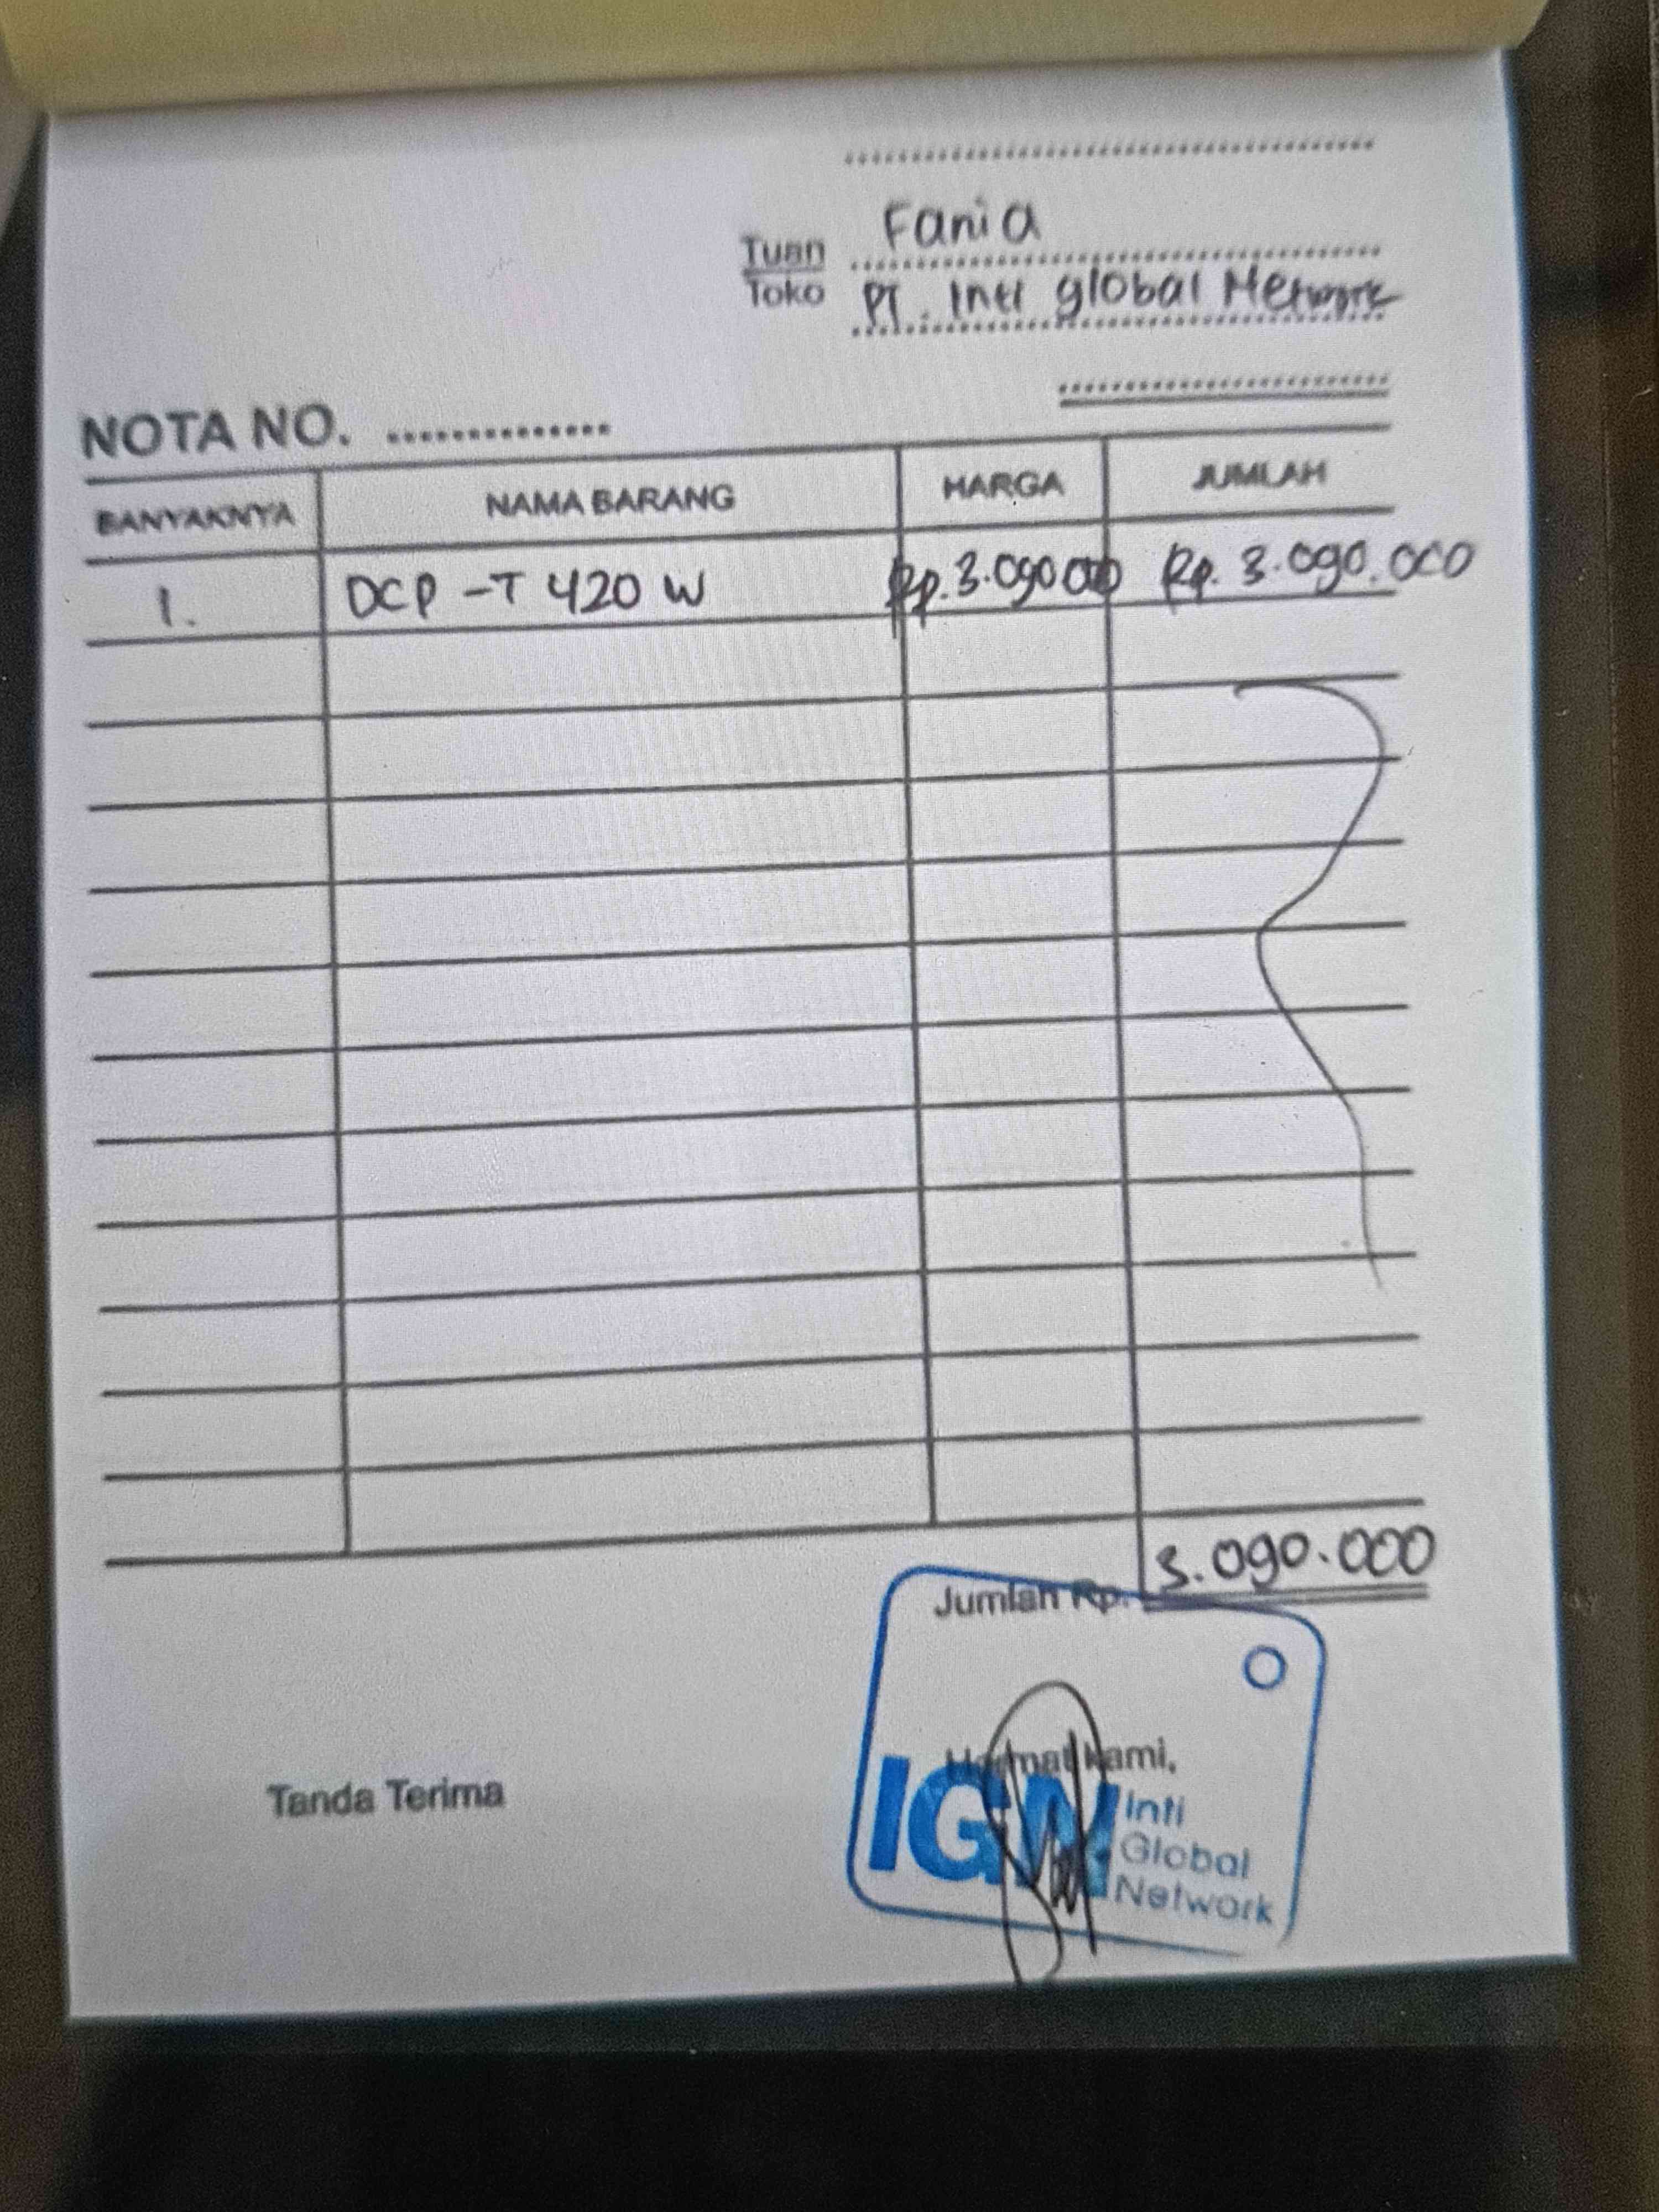 Fania
Tuan
Toko PT. Inti global Network
NOTA NO. ..............
BANYAKNYA NAMA BARANG HARGA JUMLAH
1. DCP -T 420 W Rp.3.090.000 Rp. 3.090.000
Jumlah Rp. 3.090.000
Tanda Terima Hormat kami,
IGN Inti
Global
Network